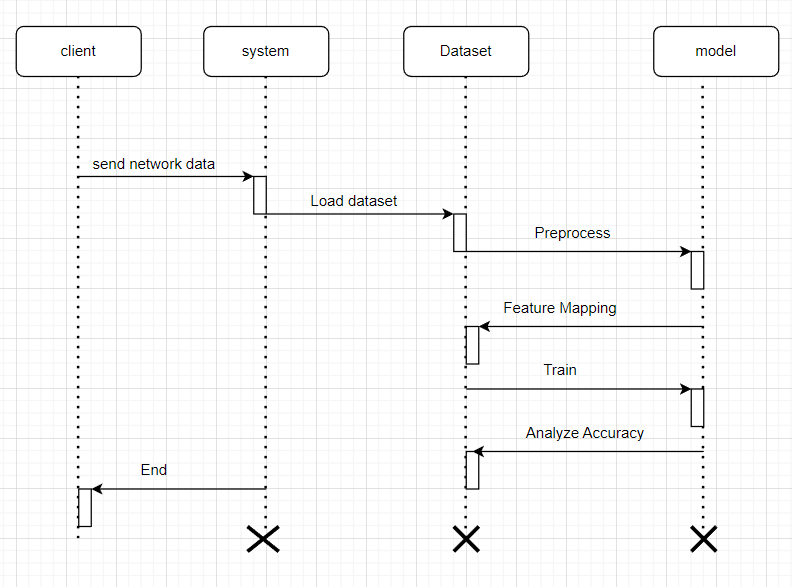 client
system
Dataset
model
send network data
Load dataset
Preprocess
Feature Mapping
Train
Analyze Accuracy
End